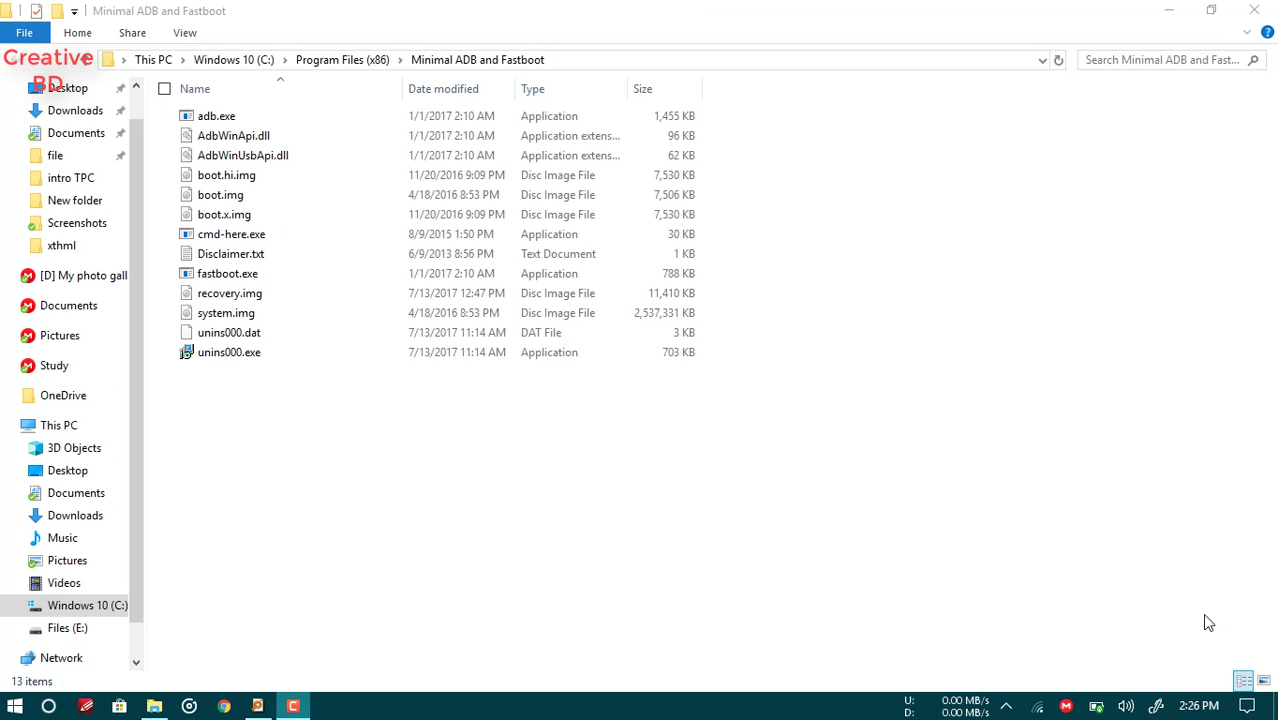 Minimal ADB and Fastboot
File Home Share View
Creative
BD
This PC Windows 10 (C:) Program Files (x86) Minimal ADB and Fastboot
Search Minimal ADB and Fast...
Desktop
Downloads
Documents
file
intro TPC
New folder
Screenshots
xthml
[D] My photo gall
Documents
Pictures
Study
OneDrive
This PC
3D Objects
Desktop
Documents
Downloads
Music
Pictures
Videos
Windows 10 (C:)
Files (E:)
Network
Name Date modified Type Size
adb.exe 1/1/2017 2:10 AM Application 1,455 KB
AdbWinApi.dll 1/1/2017 2:10 AM Application extens... 96 KB
AdbWinUsbApi.dll 1/1/2017 2:10 AM Application extens... 62 KB
boot.hi.img 11/20/2016 9:09 PM Disc Image File 7,530 KB
boot.img 4/18/2016 8:53 PM Disc Image File 7,506 KB
boot.x.img 11/20/2016 9:09 PM Disc Image File 7,530 KB
cmd-here.exe 8/9/2015 1:50 PM Application 30 KB
Disclaimer.txt 6/9/2013 8:56 PM Text Document 1 KB
fastboot.exe 1/1/2017 2:10 AM Application 788 KB
recovery.img 7/13/2017 12:47 PM Disc Image File 11,410 KB
system.img 4/18/2016 8:53 PM Disc Image File 2,537,331 KB
unins000.dat 7/13/2017 11:14 AM DAT File 3 KB
unins000.exe 7/13/2017 11:14 AM Application 703 KB
13 items
U: 0.00 MB/s
D: 0.00 MB/s
2:26 PM